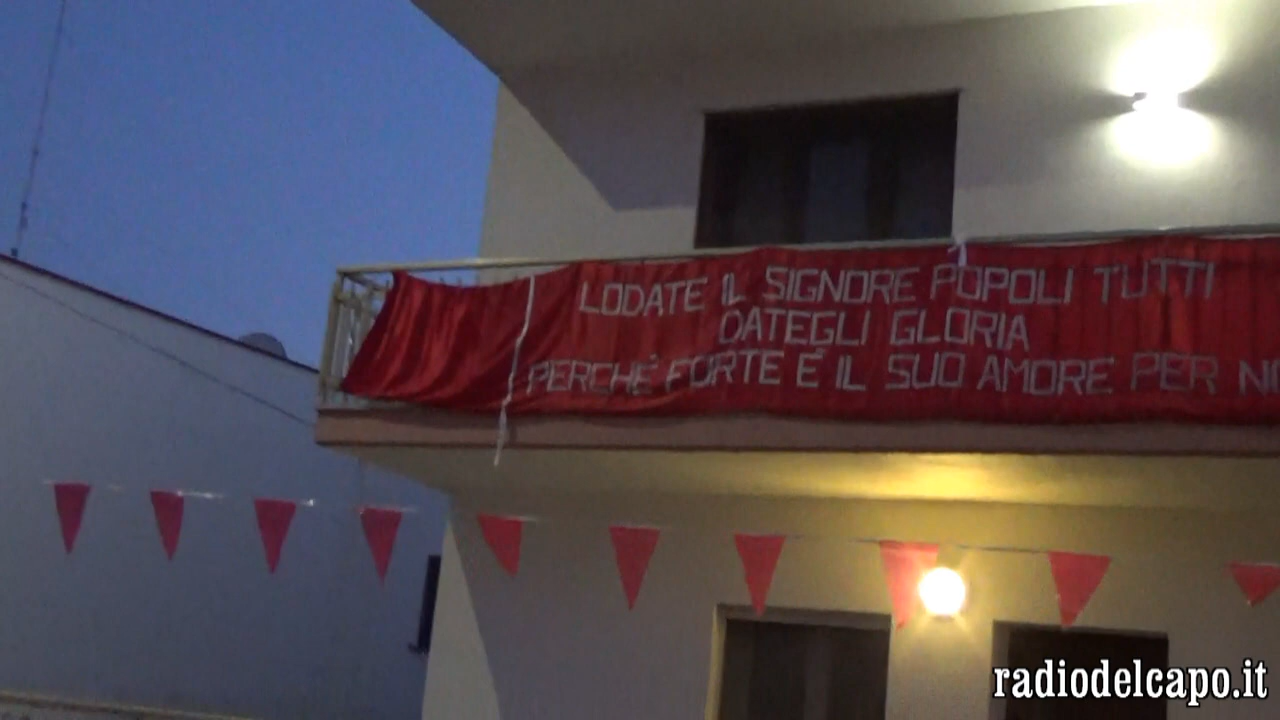 LODATE IL SIGNORE POPOLI TUTTI
DATEGLI GLORIA
PERCHÉ FORTE É IL SUO AMORE PER
radiodelcapo.it